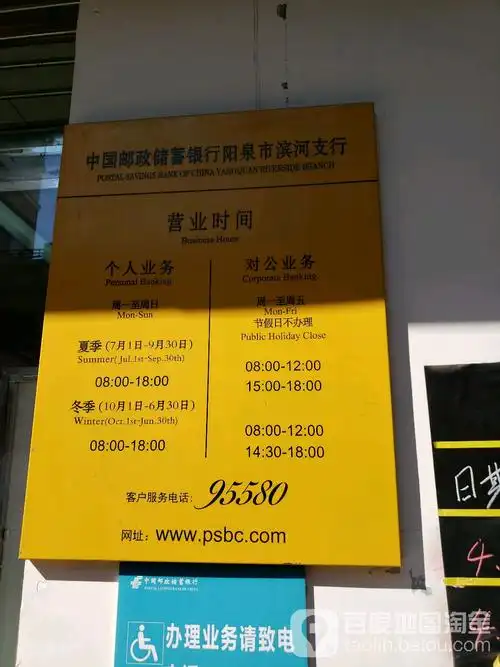 中国邮政储蓄银行阳泉市滨河支行
POSTAL SAVINGS BANK OF CHINA YANGQUAN RIVERSIDE BRANCH
营业时间
Business Hours
个人业务
Personal Banking
周一至周日
Mon-Sun
夏季(7月1日-9月30日)
Summer(Jul.1st-Sep.30th)
08:00-18:00
冬季(10月1日-6月30日)
Winter(Oct.1st-Jun.30th)
08:00-18:00
对公业务
Corporate Banking
周一至周五
Mon-Fri
节假日不办理
Public Holiday Close
08:00-12:00
15:00-18:00
08:00-12:00
14:30-18:00
客户服务电话: 95580
网址: www.psbc.com
中国邮政储蓄银行
办理业务请致电
日期
4.
百度地图淘金
taojin.baidu.com